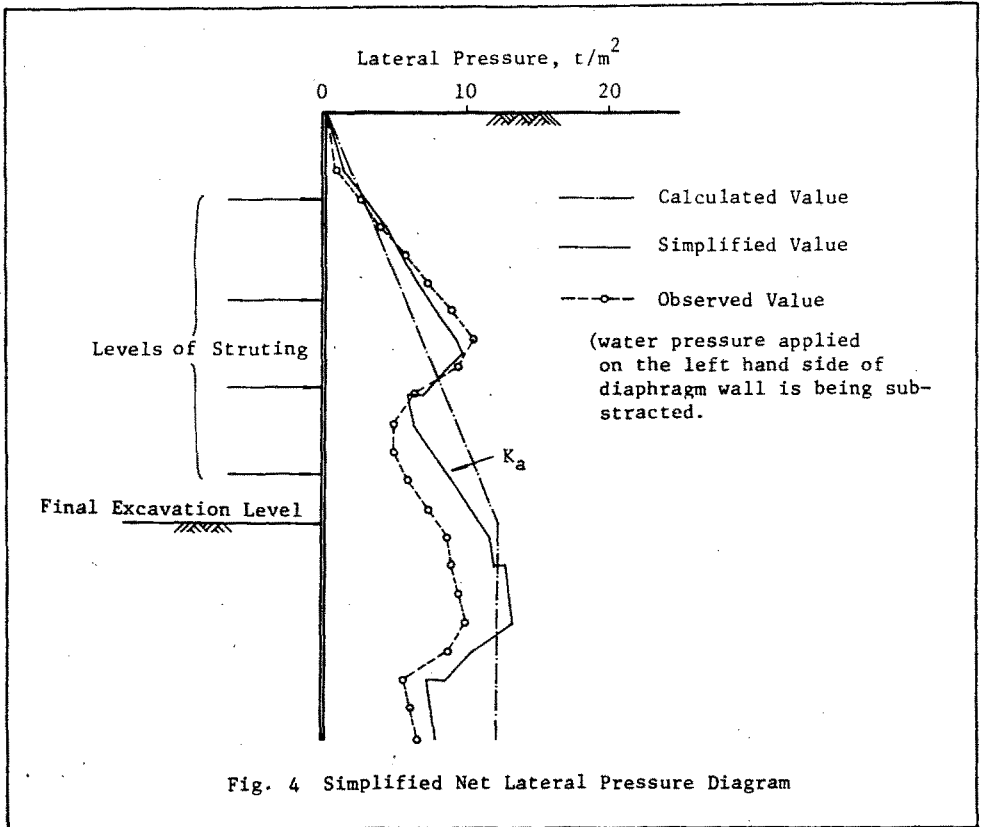 Lateral Pressure, t/m²
0 10 20
Calculated Value
Simplified Value
Observed Value
(water pressure applied
on the left hand side of
diaphragm wall is being sub-
stracted.
Levels of Struting
Kₐ
Final Excavation Level
Fig. 4 Simplified Net Lateral Pressure Diagram